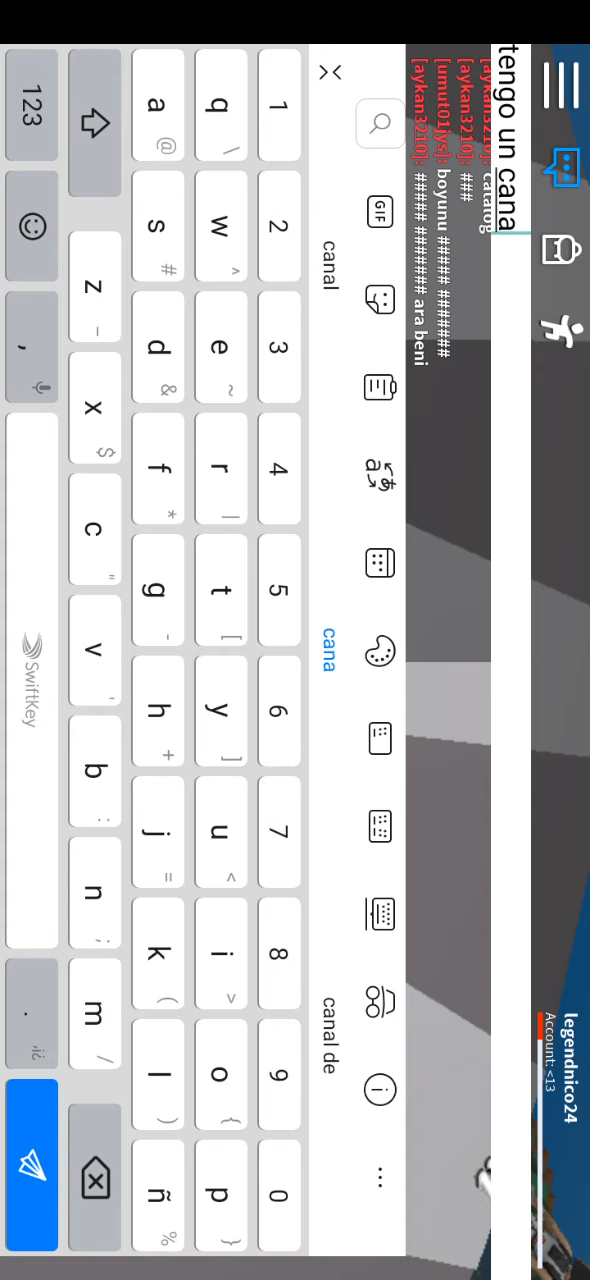 legendnico24
Account: <13
tengo un cana
[aykan3210]: catalog
[aykan3210]: ###
[umut01jys]: boyunu ##### #######
[aykan3210]: ##### ####### ara beni
GIF
canal
cana
canal de
1 2 3 4 5 6 7 8 9 0
q \ w ^ e ~ r | t [ y ] u < i > o { p }
a @ s # d & f * g - h + j = k ( l ) ñ %
z _ x $ c " v ' b : n ; m /
123 , SwiftKey . ,¡¿